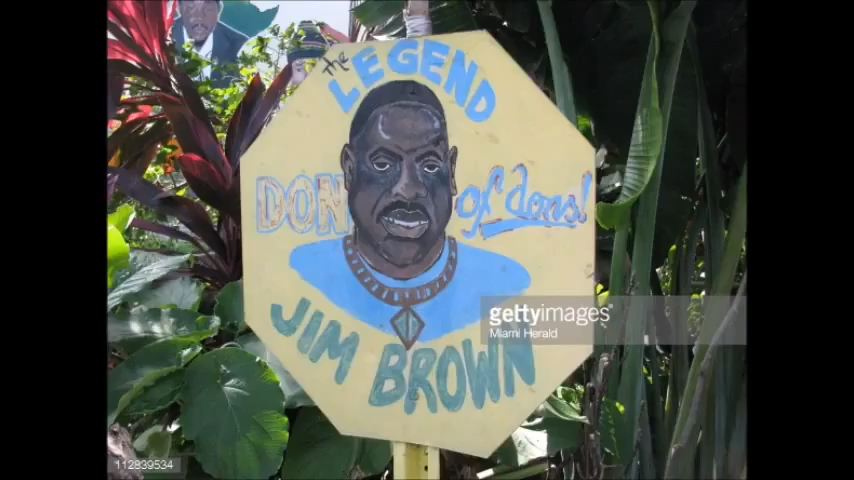 the
LEGEND
DON of dons!
JIM BROWN
gettyimages
Miami Herald
112839534